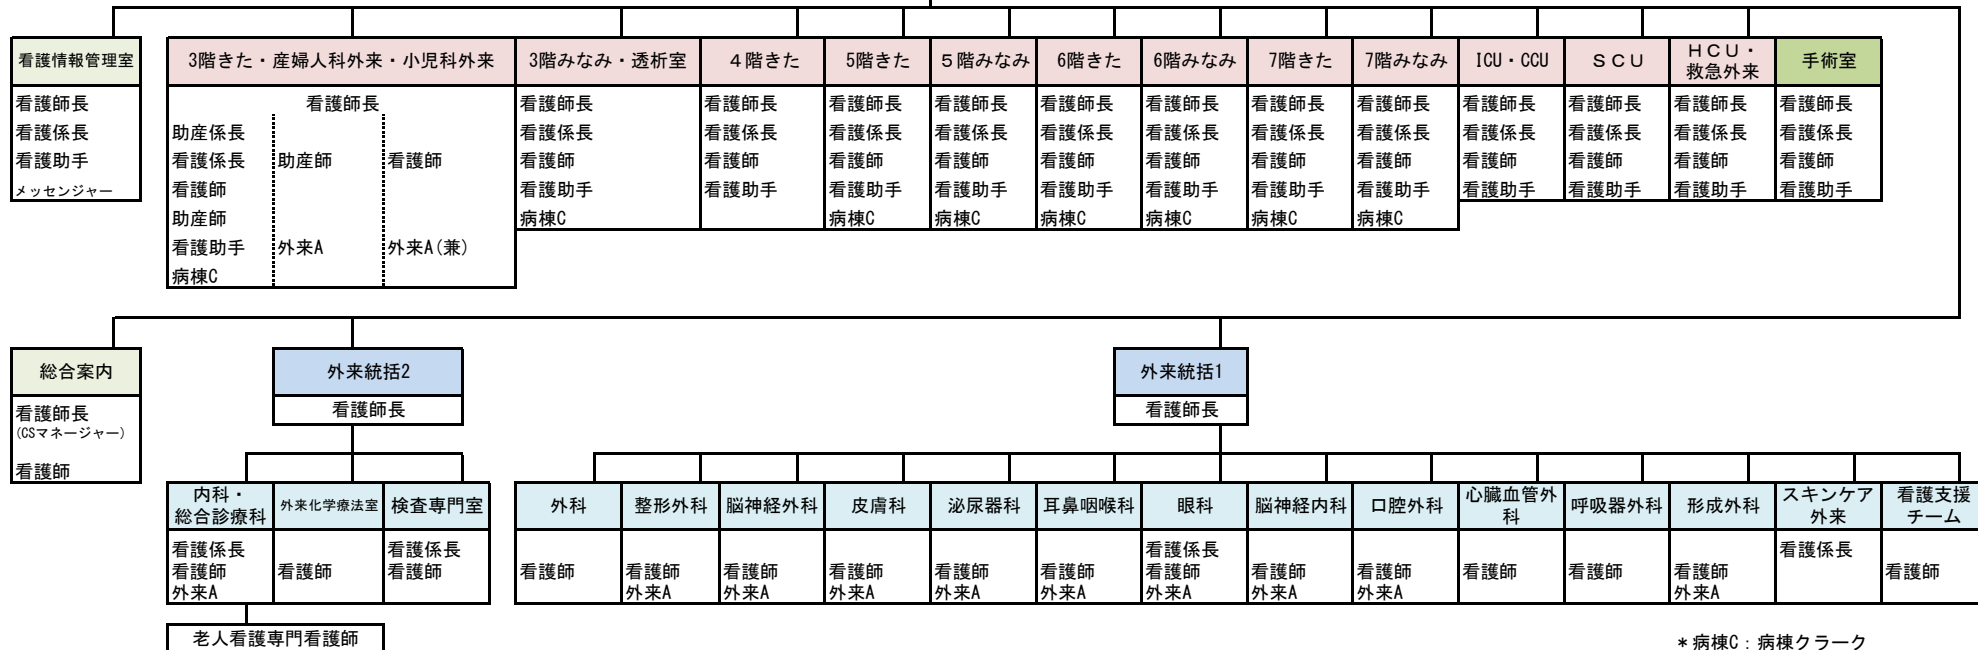 看護情報管理室
看護師長
看護係長
看護助手
メッセンジャー
3階きた・産婦人科外来・小児科外来
看護師長
助産係長
看護係長 助産師 看護師
看護師
助産師
看護助手 外来A 外来A(兼)
病棟C
3階みなみ・透析室
看護師長
看護係長
看護師
看護助手
病棟C
４階きた
看護師長
看護係長
看護師
看護助手
5階きた
看護師長
看護係長
看護師
看護助手
病棟C
５階みなみ
看護師長
看護係長
看護師
看護助手
病棟C
6階きた
看護師長
看護係長
看護師
看護助手
病棟C
6階みなみ
看護師長
看護係長
看護師
看護助手
病棟C
7階きた
看護師長
看護係長
看護師
看護助手
病棟C
7階みなみ
看護師長
看護係長
看護師
看護助手
病棟C
ICU・CCU
看護師長
看護係長
看護師
看護助手
ＳＣＵ
看護師長
看護係長
看護師
看護助手
ＨＣＵ・
救急外来
看護師長
看護係長
看護師
看護助手
手術室
看護師長
看護係長
看護師
看護助手
総合案内
看護師長
(CSマネージャー)
看護師
外来統括2
看護師長
外来統括1
看護師長
内科・
総合診療科
看護係長
看護師
外来A
外来化学療法室
看護師
検査専門室
看護係長
看護師
外科
看護師
整形外科
看護師
外来A
脳神経外科
看護師
外来A
皮膚科
看護師
外来A
泌尿器科
看護師
外来A
耳鼻咽喉科
看護師
外来A
眼科
看護係長
看護師
外来A
脳神経内科
看護師
外来A
口腔外科
看護師
外来A
心臓血管外
科
看護師
呼吸器外科
看護師
形成外科
看護師
外来A
スキンケア
外来
看護係長
看護支援
チーム
看護師
老人看護専門看護師
＊病棟C：病棟クラーク